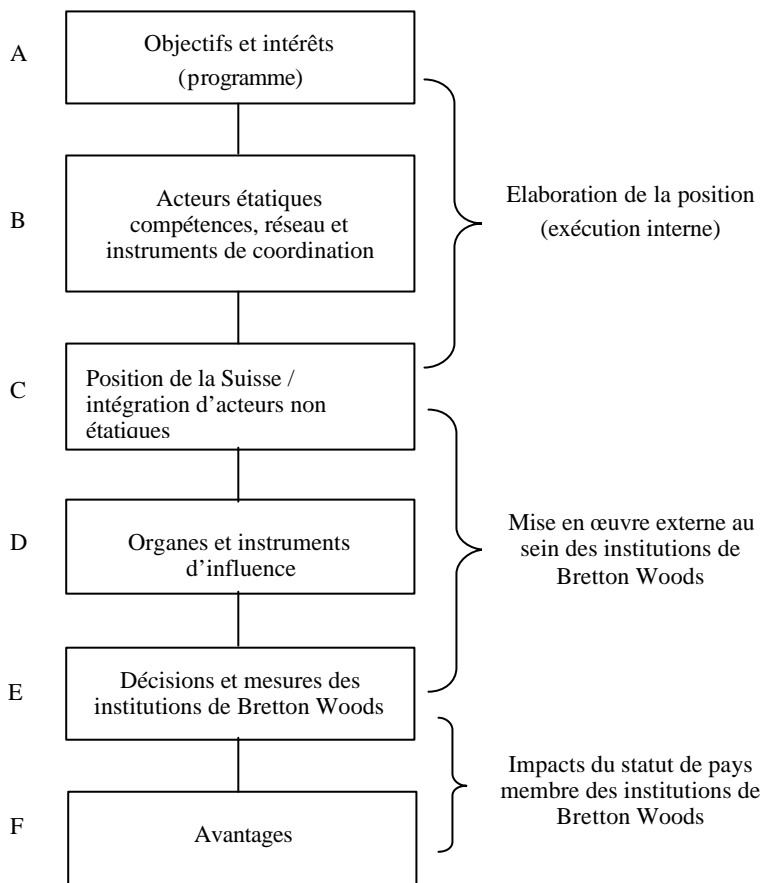 A
Objectifs et intérêts
(programme)
B
Acteurs étatiques
compétences, réseau et
instruments de coordination
Elaboration de la position
(exécution interne)
C
Position de la Suisse /
intégration d’acteurs non
étatiques
D
Organes et instruments
d’influence
Mise en œuvre externe au
sein des institutions de
Bretton Woods
E
Décisions et mesures des
institutions de Bretton Woods
Impacts du statut de pays
membre des institutions de
Bretton Woods
F
Avantages